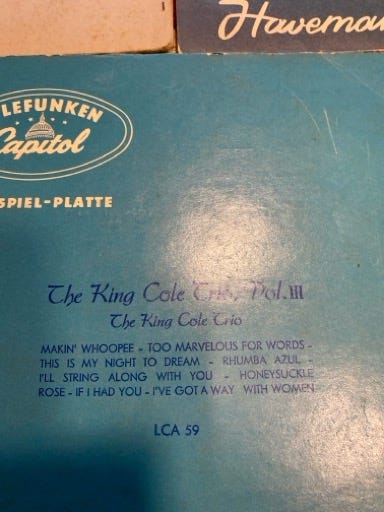 Havema
LEFUNKEN
Capitol
SPIEL-PLATTE
The King Cole Trio, Vol. III
The King Cole Trio
MAKIN' WHOOPEE - TOO MARVELOUS FOR WORDS -
THIS IS MY NIGHT TO DREAM - RHUMBA AZUL -
I'LL STRING ALONG WITH YOU - HONEYSUCKLE
ROSE - IF I HAD YOU - I'VE GOT A WAY WITH WOMEN
LCA 59